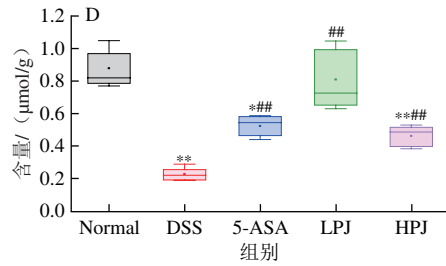 D
1.2
1.0
0.8
0.6
0.4
0.2
0.0
含量/（μmol/g）
**
*##
##
**##
Normal DSS 5-ASA LPJ HPJ
组别